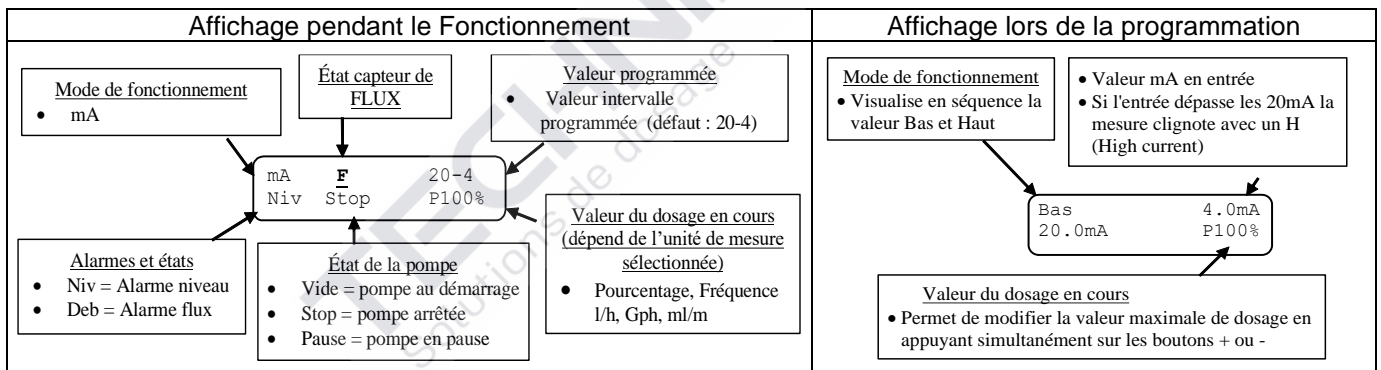 Affichage pendant le Fonctionnement
Mode de fonctionnement
• mA
État capteur de
FLUX
Valeur programmée
• Valeur intervalle
programmée (défaut : 20-4)
mA F 20-4
Niv Stop P100%
Alarmes et états
• Niv = Alarme niveau
• Deb = Alarme flux
État de la pompe
• Vide = pompe au démarrage
• Stop = pompe arrêtée
• Pause = pompe en pause
Valeur du dosage en cours
(dépend de l’unité de mesure
sélectionnée)
• Pourcentage, Fréquence
l/h, Gph, ml/m
Affichage lors de la programmation
Mode de fonctionnement
• Visualise en séquence la
valeur Bas et Haut
• Valeur mA en entrée
• Si l'entrée dépasse les 20mA la
mesure clignote avec un H
(High current)
Bas 4.0mA
20.0mA P100%
Valeur du dosage en cours
• Permet de modifier la valeur maximale de dosage en
appuyant simultanément sur les boutons + ou -
Solutions de dosage